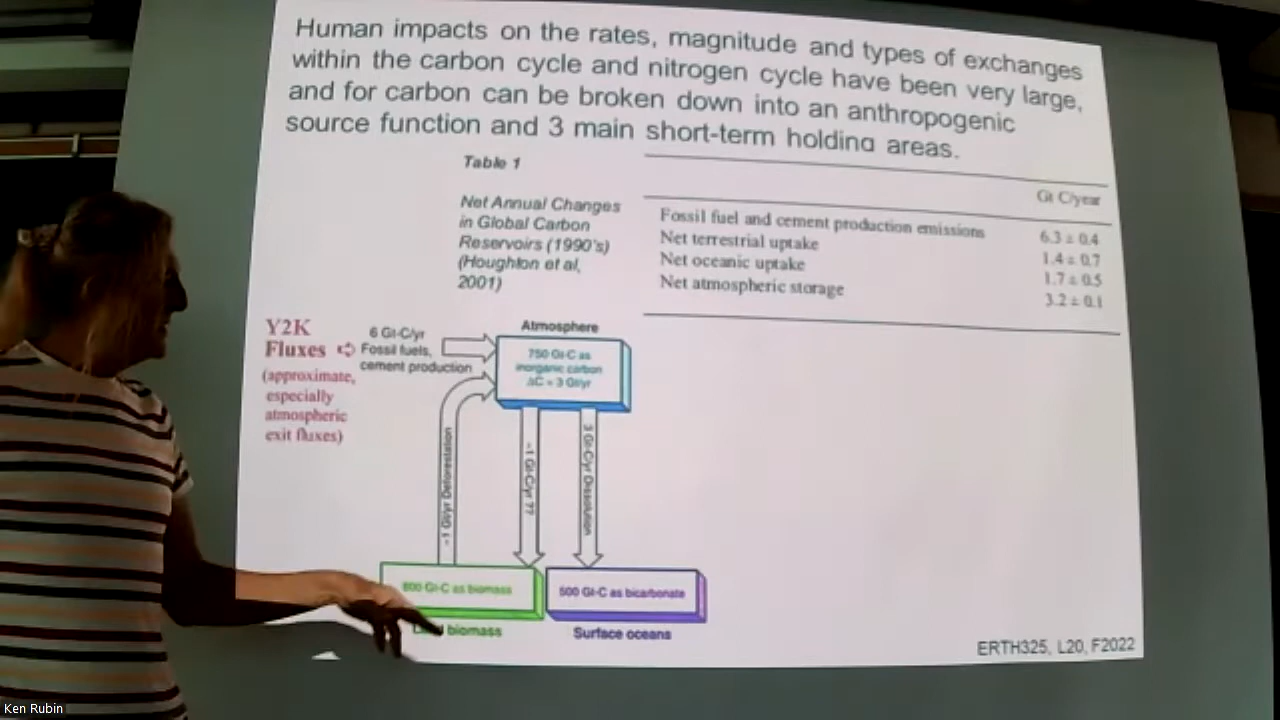 Human impacts on the rates, magnitude and types of exchanges
within the carbon cycle and nitrogen cycle have been very large,
and for carbon can be broken down into an anthropogenic
source function and 3 main short-term holding areas.
Table 1
Net Annual Changes
in Global Carbon
Reservoirs (1990's)
(Houghton et al,
2001)
Gt C/year
Fossil fuel and cement production emissions 6.3 ± 0.4
Net terrestrial uptake 1.4 ± 0.7
Net oceanic uptake 1.7 ± 0.5
Net atmospheric storage 3.2 ± 0.1
Y2K
Fluxes
(approximate,
especially
atmospheric
exit fluxes)
6 Gt-C/yr
Fossil fuels,
cement production
Atmosphere
750 Gt-C as
inorganic carbon
ΔC = 3 Gt/yr
~1 Gt/yr Deforestation
~1 Gt-C/yr ??
3 Gt-C/yr Dissolution
600 Gt-C as biomass
biomass
500 Gt-C as bicarbonate
Surface oceans
ERTH325, L20, F2022
Ken Rubin